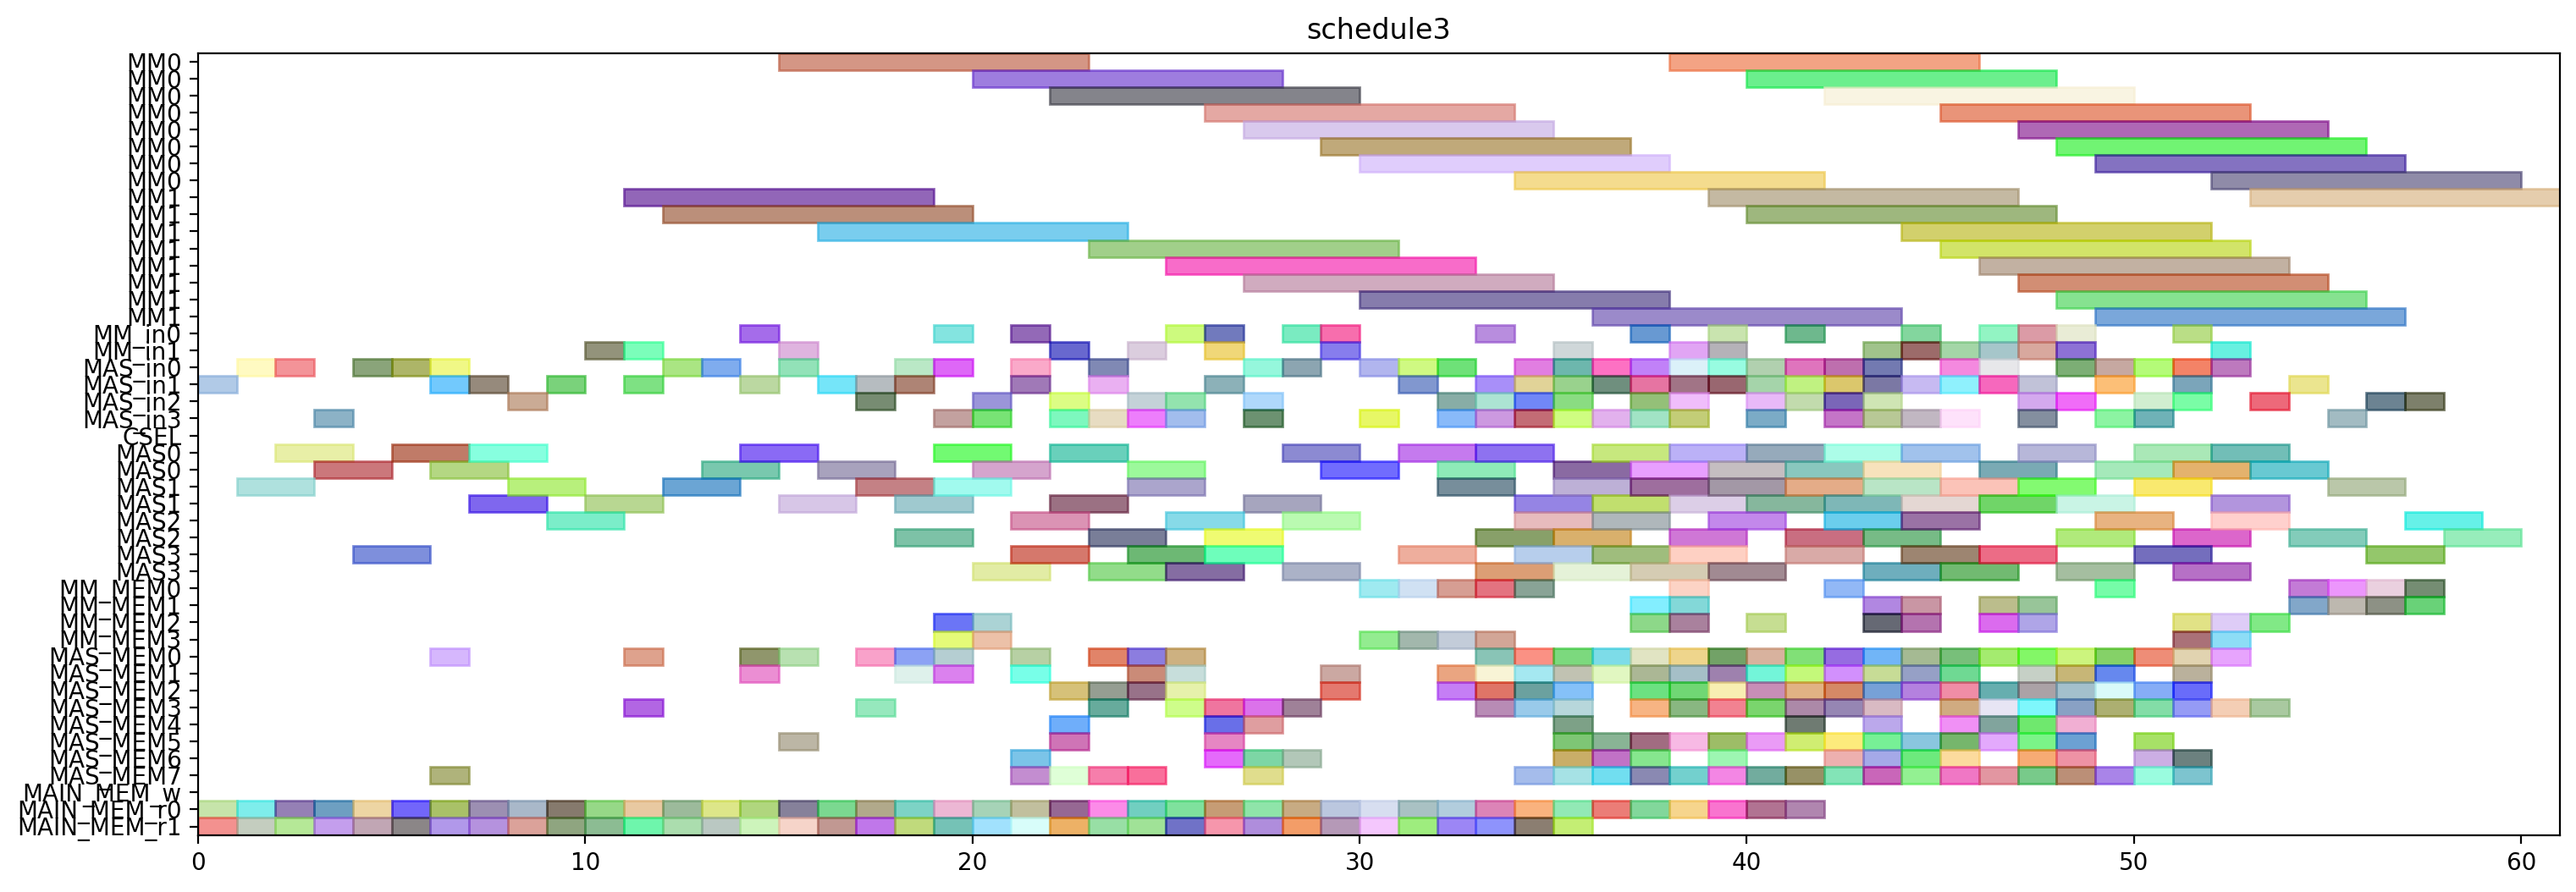 schedule3
MM0
MM0
MM0
MM0
MM0
MM0
MM0
MM0
MM1
MM1
MM1
MM1
MM1
MM1
MM1
MM1
MM_in0
MM_in1
MAS_in0
MAS_in1
MAS_in2
MAS_in3
CSEL
MAS0
MAS0
MAS1
MAS1
MAS2
MAS2
MAS3
MAS3
MM_MEM0
MM_MEM1
MM_MEM2
MM_MEM3
MAS_MEM0
MAS_MEM1
MAS_MEM2
MAS_MEM3
MAS_MEM4
MAS_MEM5
MAS_MEM6
MAS_MEM7
MAIN_MEM_w
MAIN_MEM_r0
MAIN_MEM_r1
0 10 20 30 40 50 60